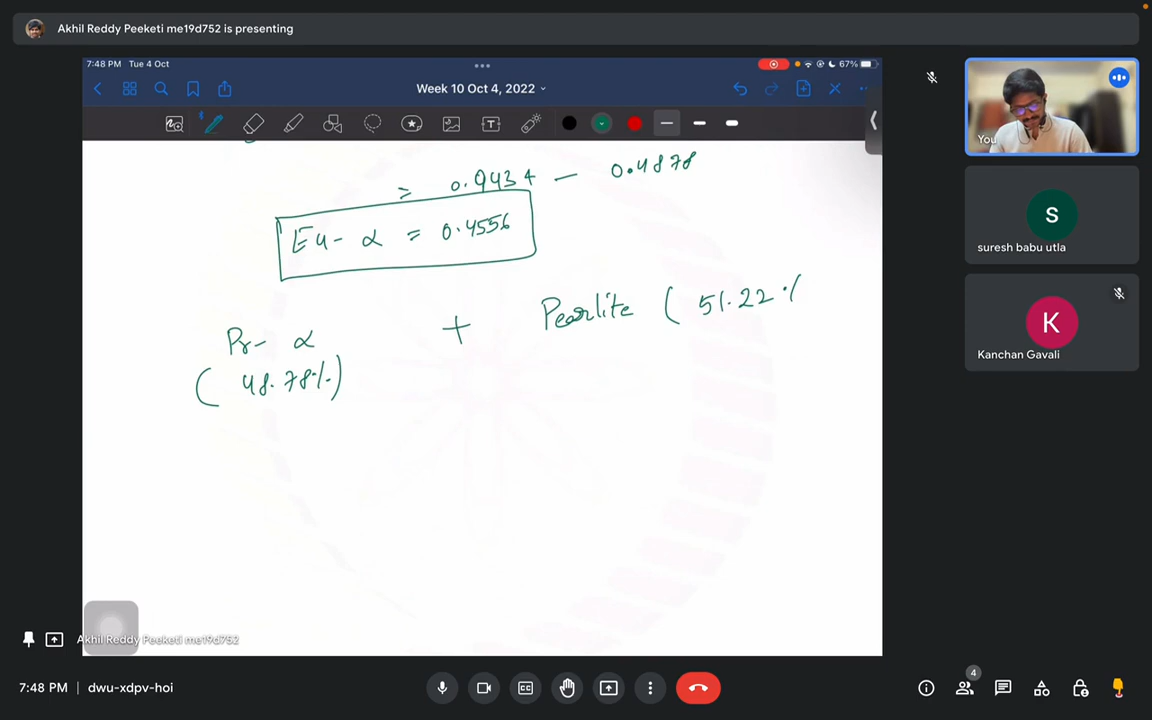 Akhil Reddy Peeketi me19d752 is presenting
7:48 PM Tue 4 Oct
67%
Week 10 Oct 4, 2022
= 0.9434 - 0.4878
Eu- α = 0.4556
Pr- α + Pearlite ( 51.22 %
( 48.78%)
You
S
suresh babu utla
K
Kanchan Gavali
Akhil Reddy Peeketi me19d752
7:48 PM | dwu-xdpv-hoi
4